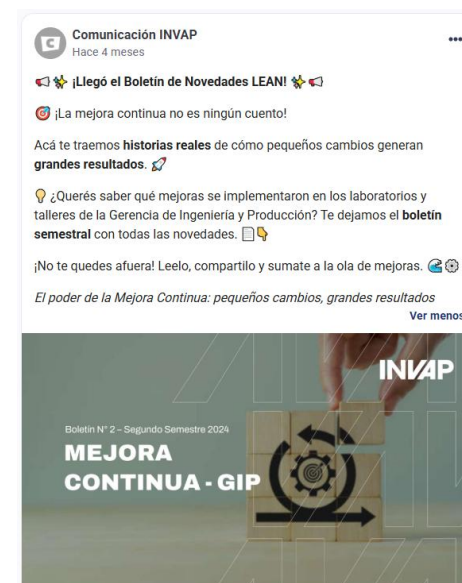 Comunicación INVAP
Hace 4 meses
📢✨ ¡Llegó el Boletín de Novedades LEAN! ✨📢
🎯 ¡La mejora continua no es ningún cuento!
Acá te traemos historias reales de cómo pequeños cambios generan
grandes resultados. 🚀
💡 ¿Querés saber qué mejoras se implementaron en los laboratorios y
talleres de la Gerencia de Ingeniería y Producción? Te dejamos el boletín
semestral con todas las novedades. 📄👇
¡No te quedes afuera! Leelo, compartilo y sumate a la ola de mejoras. 🌊⚙️
El poder de la Mejora Continua: pequeños cambios, grandes resultados
Ver menos
INVAP
Boletín N° 2 – Segundo Semestre 2024
MEJORA
CONTINUA - GIP